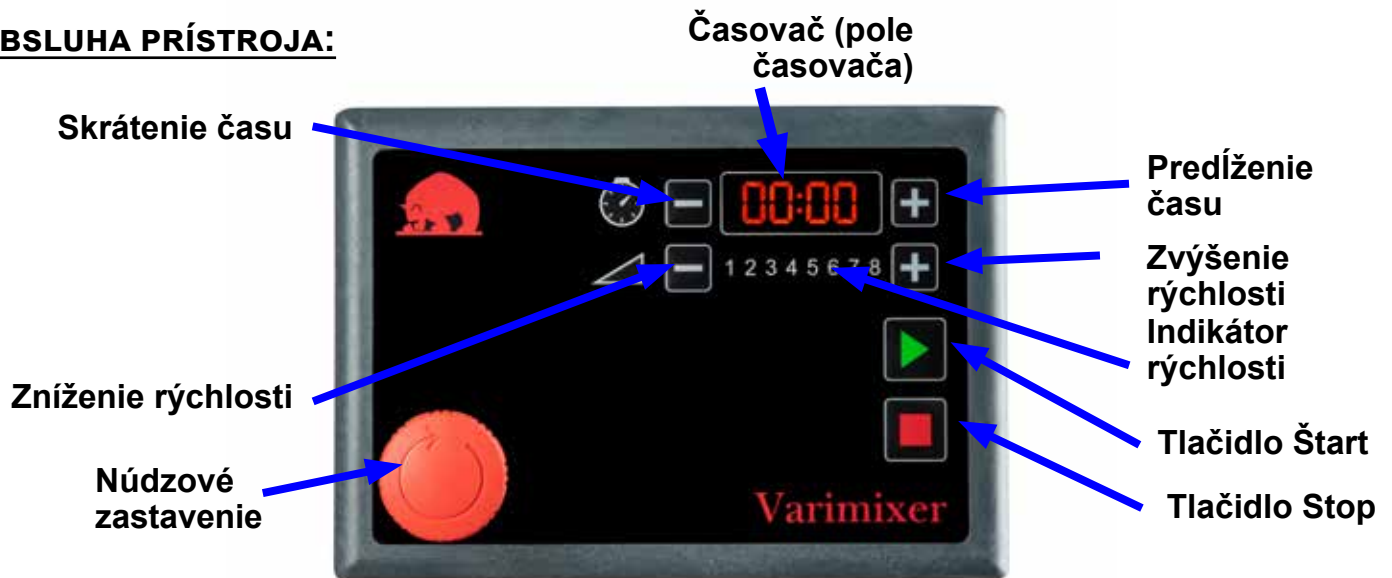 BSLUHA PRÍSTROJA:
Časovač (pole
časovača)
Skrátenie času
Predĺženie
času
00:00
1 2 3 4 5 6 7 8
Zvýšenie
rýchlosti
Indikátor
rýchlosti
Zníženie rýchlosti
Tlačidlo Štart
Núdzové
zastavenie
Tlačidlo Stop
Varimixer